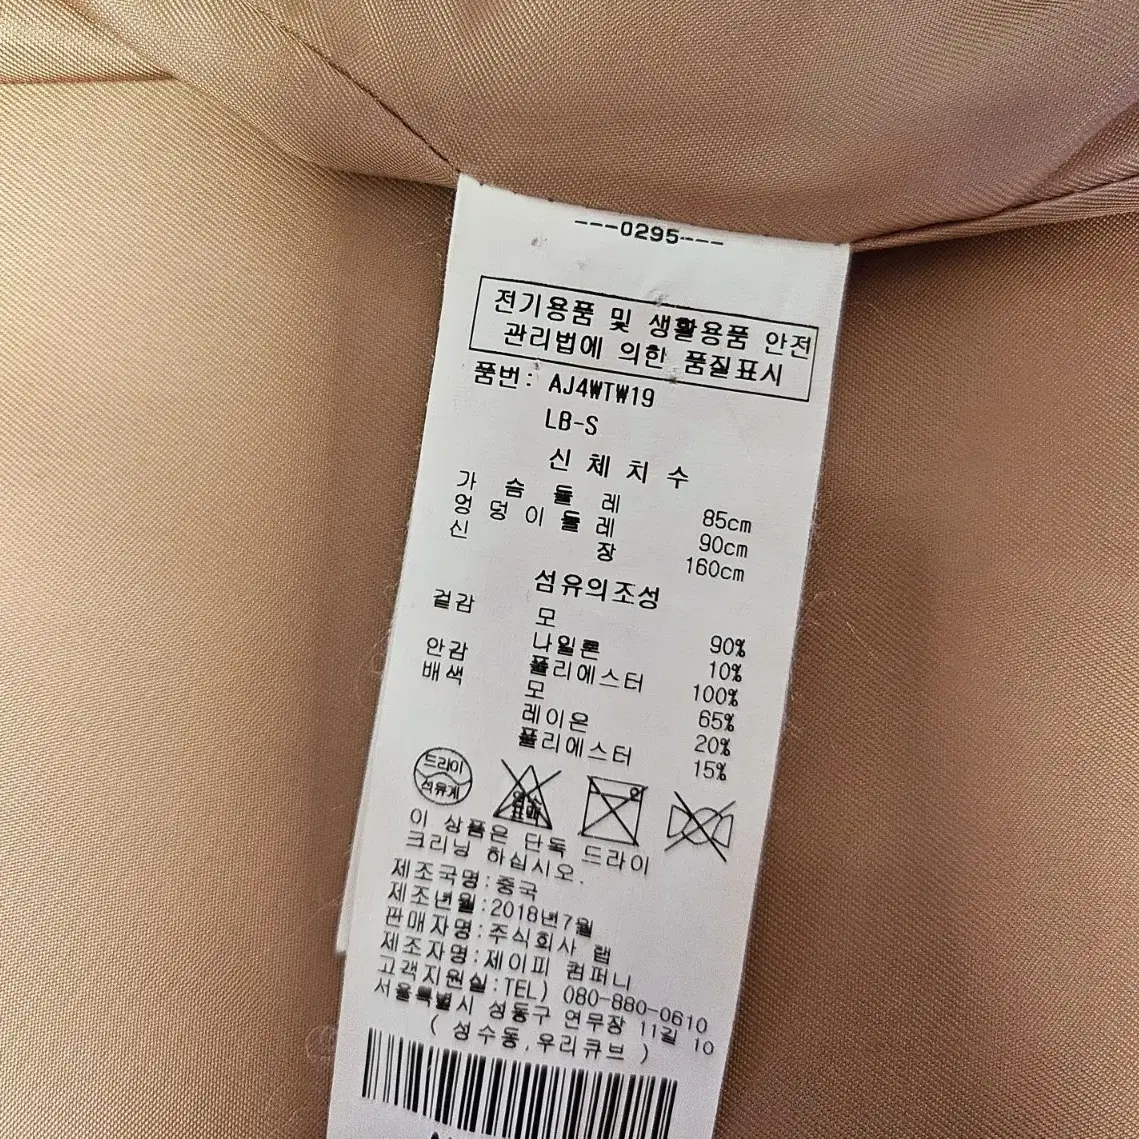 ---0295---
전기용품 및 생활용품 안전
관리법에 의한 품질표시
품번: AJ4WTW19
LB-S
신체치수
가슴둘레 85cm
엉덩이둘레 90cm
신장 160cm
섬유의조성
겉감 모 90%
나일론 10%
안감 폴리에스터 100%
배색 모 65%
레이온 20%
폴리에스터 15%
드라이
석유계
염소
표백
이 상품은 단독 드라이
크리닝 하십시오.
제조국명:중국
제조년월:2018년7월
판매자명:주식회사 랩
제조자명:제이피 컴퍼니
고객지원실:TEL) 080-880-0610
서울특별시 성동구 연무장 11길 10
( 성수동,우리큐브 )